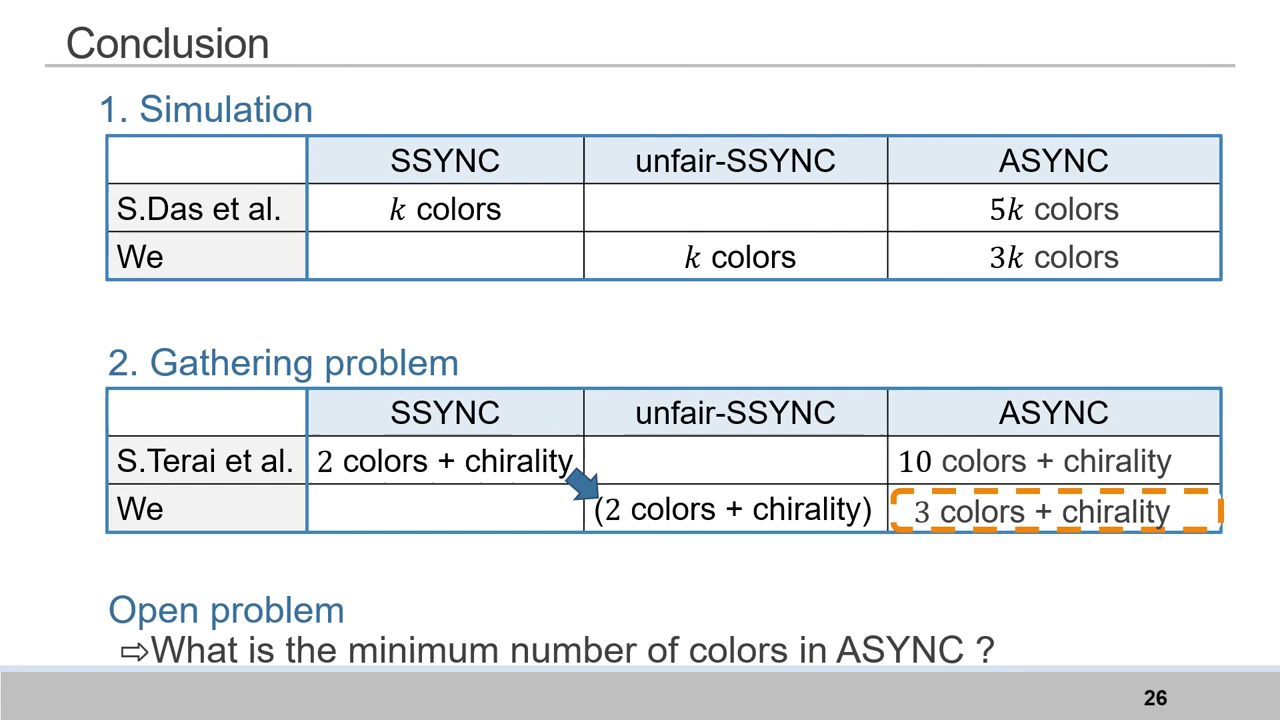 Conclusion
1. Simulation
SSYNC unfair-SSYNC ASYNC
S.Das et al. k colors 5k colors
We k colors 3k colors
2. Gathering problem
SSYNC unfair-SSYNC ASYNC
S.Terai et al. 2 colors + chirality 10 colors + chirality
We (2 colors + chirality) 3 colors + chirality
Open problem
⇨What is the minimum number of colors in ASYNC ?
26